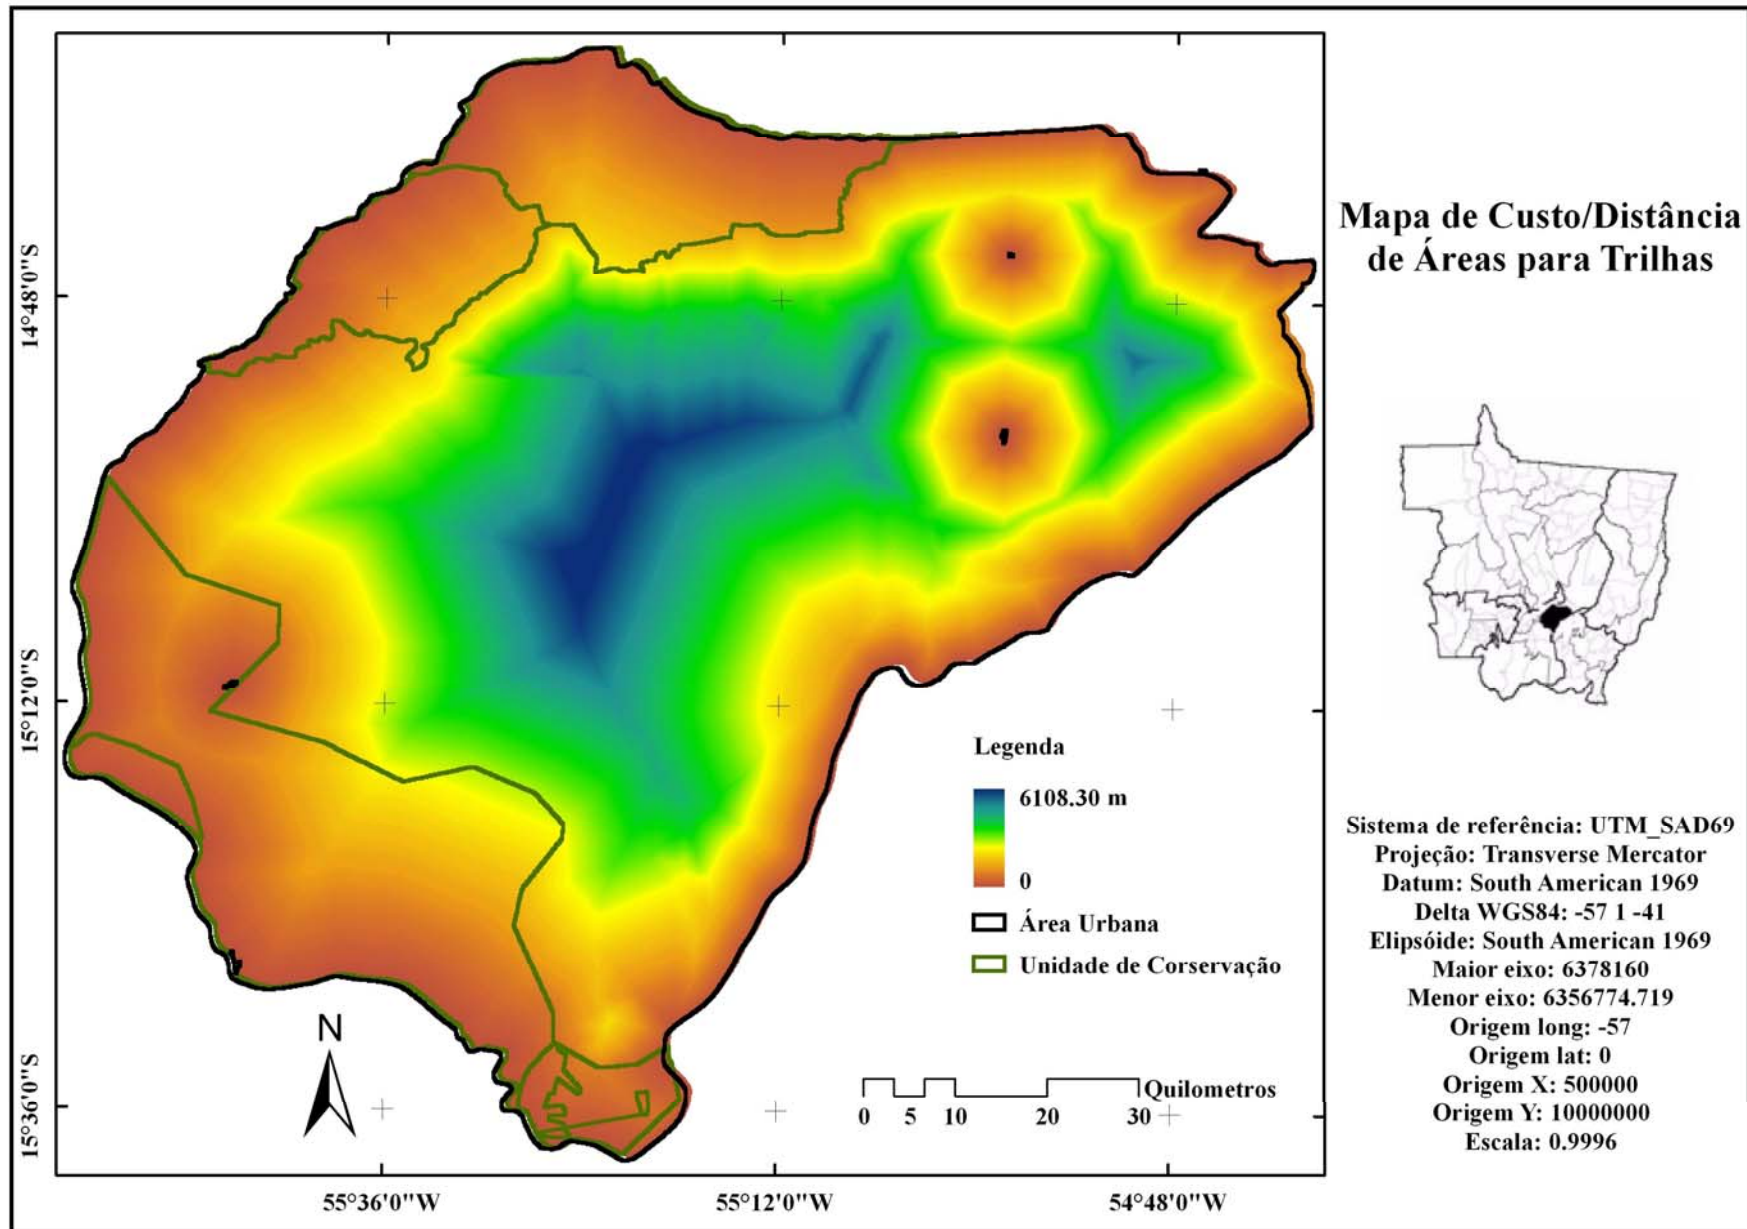 Mapa de Custo/Distância
de Áreas para Trilhas
14°48'0"S
15°12'0"S
15°36'0"S
Legenda
6108.30 m
0
Área Urbana
Unidade de Corservação
N
Quilometros
0 5 10 20 30
55°36'0"W 55°12'0"W 54°48'0"W
Sistema de referência: UTM_SAD69
Projeção: Transverse Mercator
Datum: South American 1969
Delta WGS84: -57 1 -41
Elipsóide: South American 1969
Maior eixo: 6378160
Menor eixo: 6356774.719
Origem long: -57
Origem lat: 0
Origem X: 500000
Origem Y: 10000000
Escala: 0.9996